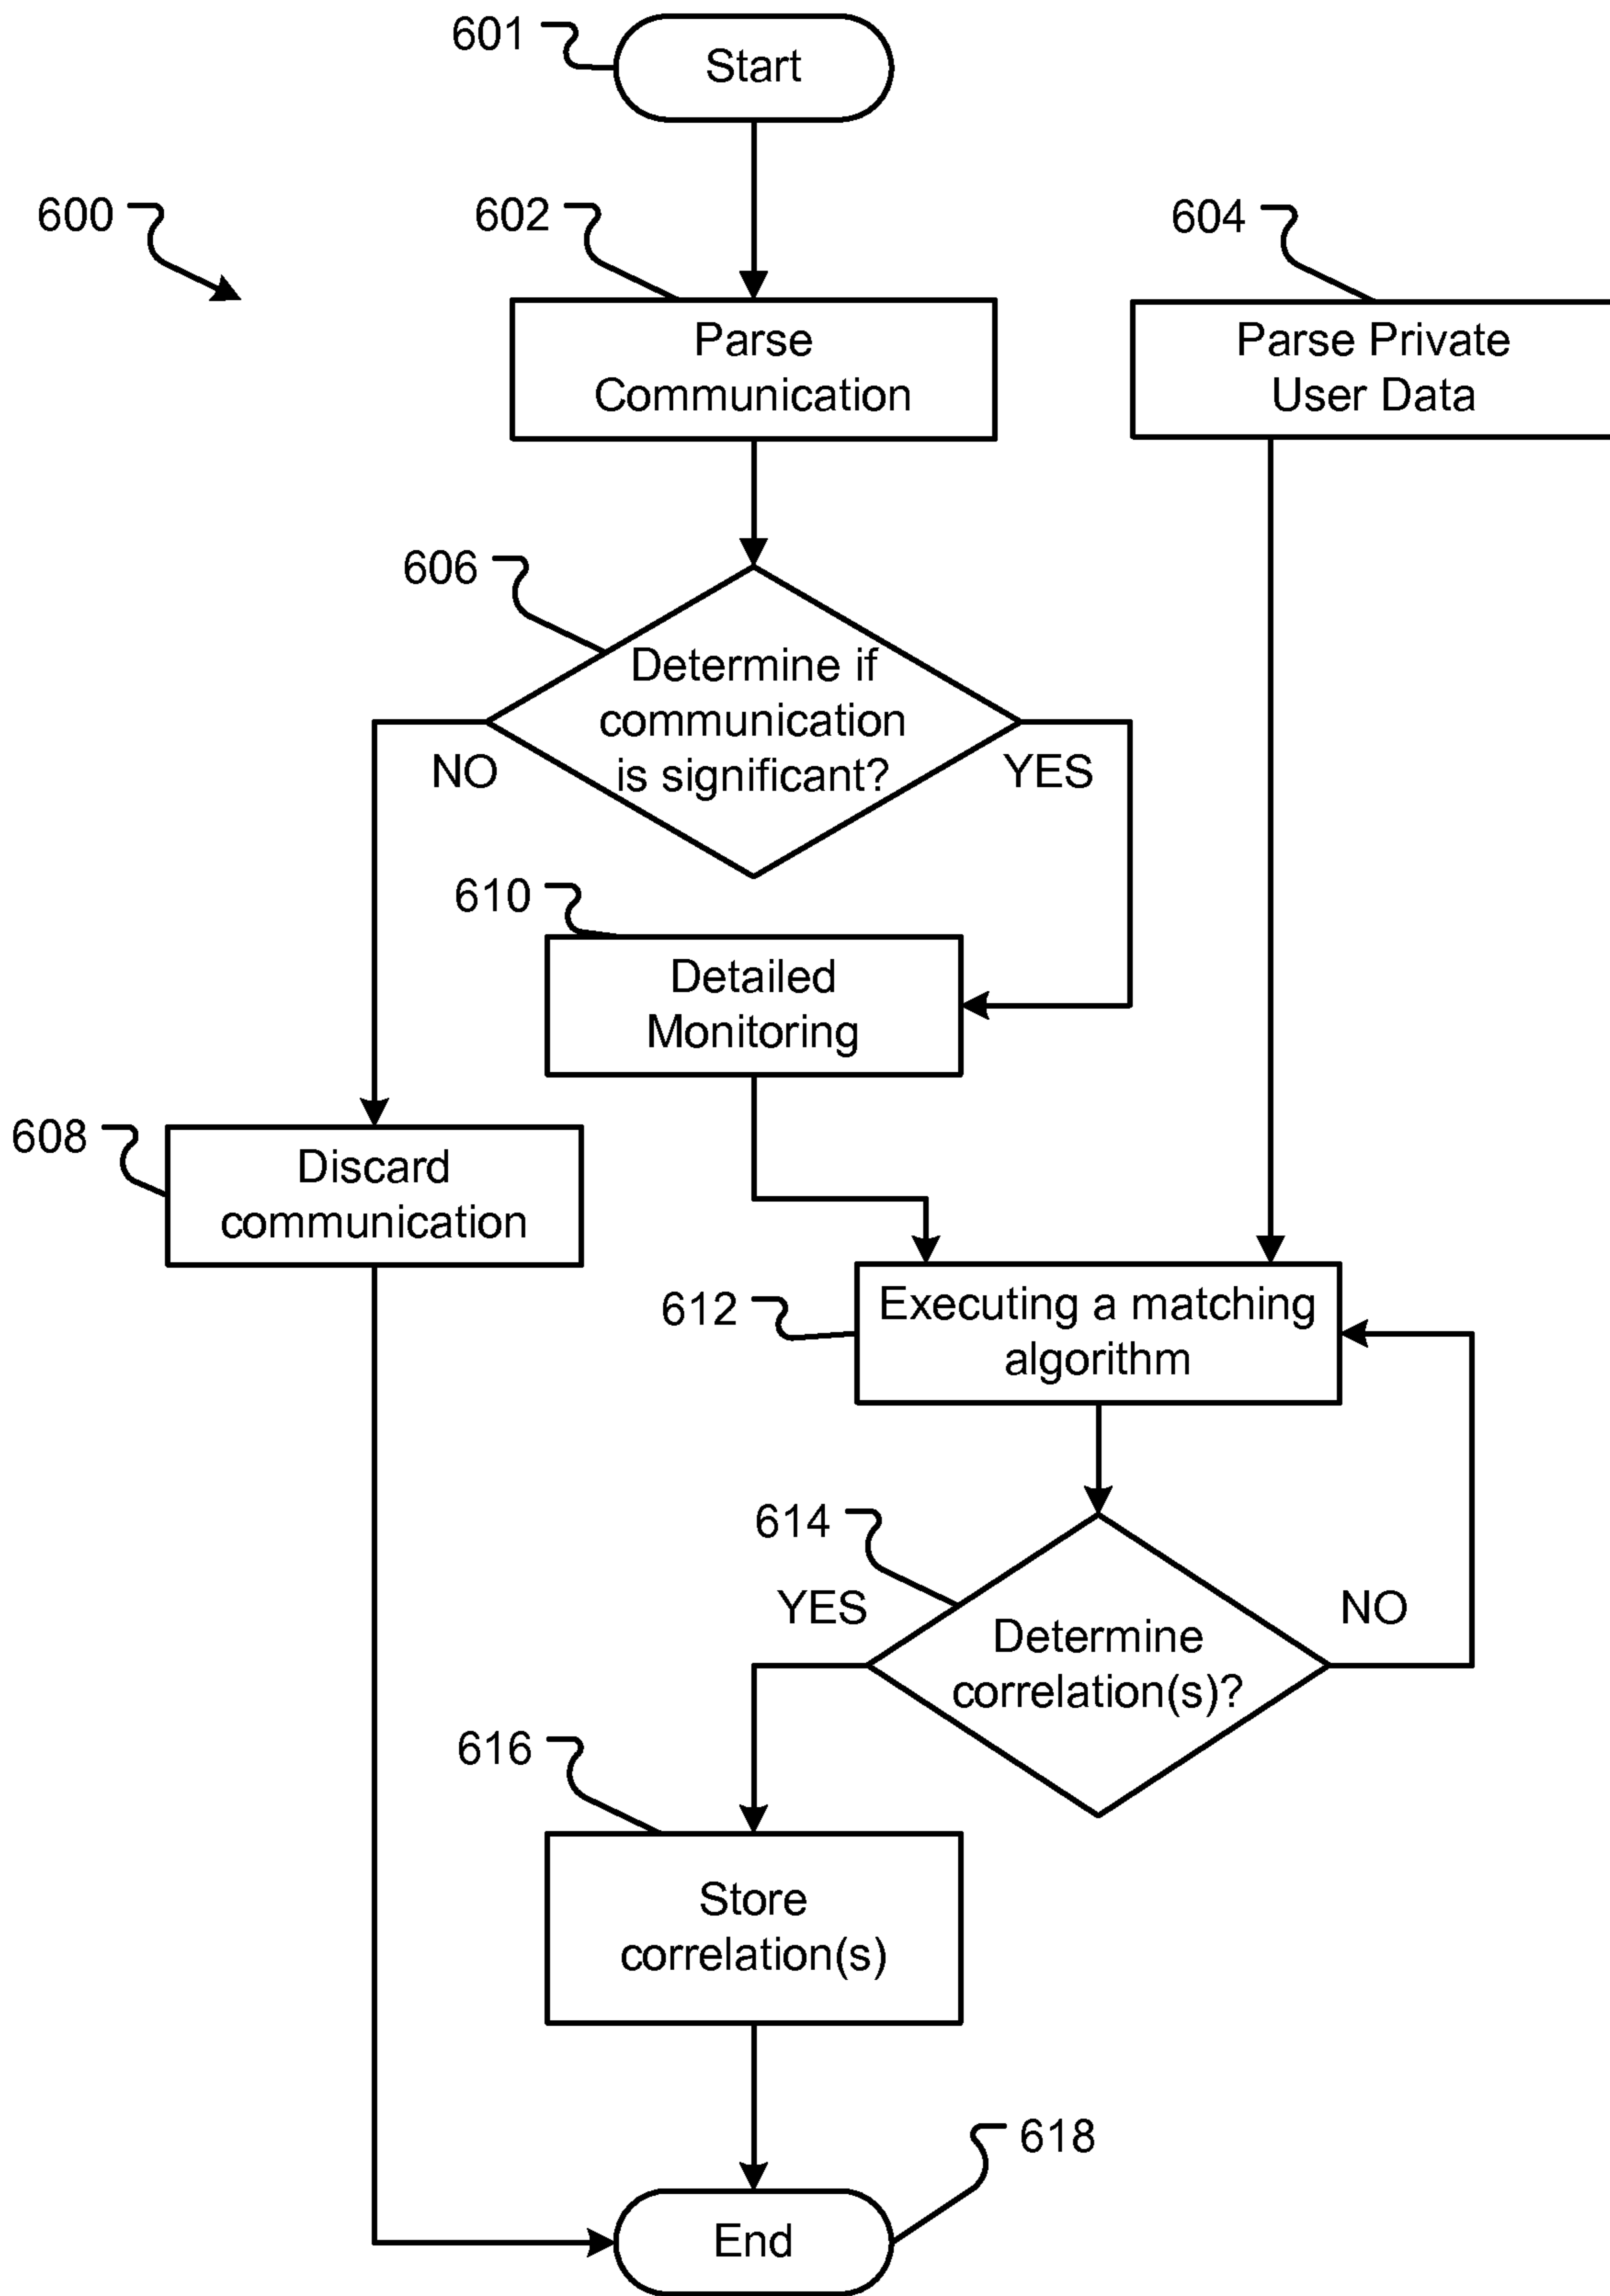 601
Start
600
602
604
Parse
Communication
Parse Private
User Data
606
Determine if
communication
is significant?
NO
YES
610
Detailed
Monitoring
608
Discard
communication
612
Executing a matching
algorithm
614
YES
NO
Determine
correlation(s)?
616
Store
correlation(s)
618
End